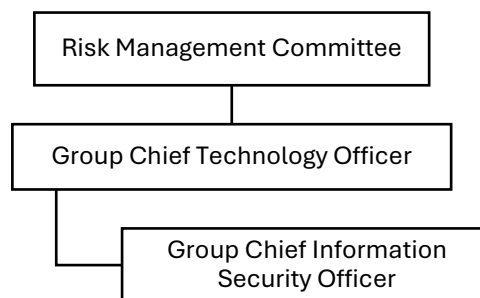 Risk Management Committee
Group Chief Technology Officer
Group Chief Information
Security Officer